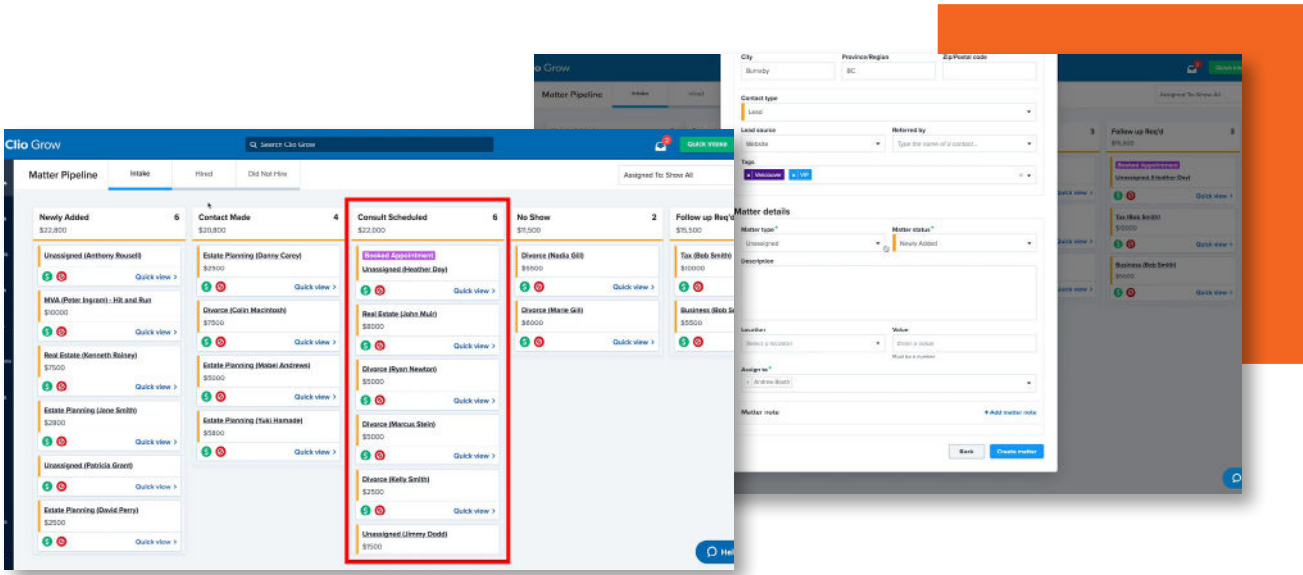 Clio Grow
Search Clio Grow
2
Quick Intake
Matter Pipeline
Intake
Hired
Did Not Hire
Assigned To: Show All
Newly Added 6
$22,800
Unassigned (Anthony Rousell)
Quick view >
MVA (Peter Ingram) - Hit and Run
$10000
Quick view >
Real Estate (Kenneth Rainey)
$7500
Quick view >
Estate Planning (Jane Smith)
$2800
Quick view >
Unassigned (Patricia Grant)
Quick view >
Estate Planning (David Perry)
$2500
Quick view >
Contact Made 4
$20,800
Estate Planning (Danny Carey)
$2500
Quick view >
Divorce (Colin Macintosh)
$7500
Quick view >
Estate Planning (Mabel Andrews)
$5000
Quick view >
Estate Planning (Yuki Hamade)
$5800
Quick view >
Consult Scheduled 6
$22,000
Booked Appointment
Unassigned (Heather Day)
Quick view >
Real Estate (John Muir)
$8000
Quick view >
Divorce (Ryan Newton)
$5000
Quick view >
Divorce (Marcus Stein)
$5000
Quick view >
Divorce (Kelly Smith)
$2500
Quick view >
Unassigned (Jimmy Dodd)
$1500
No Show 2
$11,500
Divorce (Nadia Gill)
$5500
Quick view >
Divorce (Marie Gill)
$6000
Quick view >
Follow up Req'd
$15,500
Tax (Bob Smith)
$10000
Business (Bob S
$5500
Hel
o Grow
Matter Pipeline
Intake
Hired
City
Province/Region
Zip/Postal code
Burnaby
BC
Contact type
Lead
Lead source
Referred by
Website
Type the name of a contact...
Tags
Vancouver
VIP
Matter details
Matter type*
Matter status*
Unassigned
Newly Added
Description
Location
Value
Select a location
Enter a value
Must be a number
Assign to*
Andrew Booth
Matter note
+ Add matter note
Back
Create matter
Quick Int
Assigned To: Show All
3
Follow up Req'd 3
$15,500
Booked Appointment
Unassigned (Heather Day)
Quick view >
Quick view >
Tax (Bob Smith)
$10000
Quick view >
Quick view >
Business (Bob Smith)
$5500
Quick view >
Quick view >